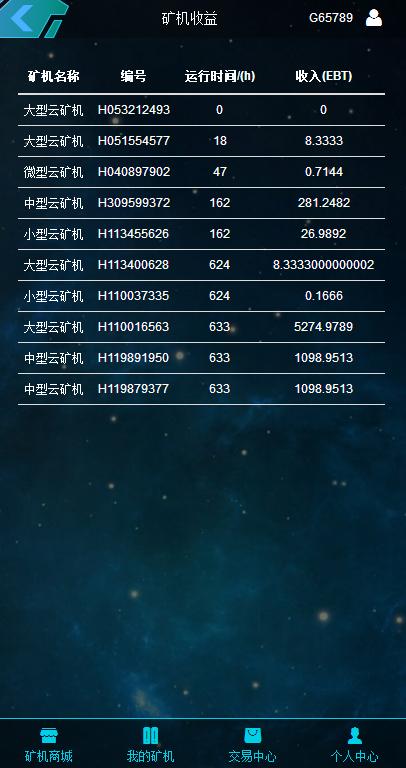 矿机收益 G65789
矿机名称 编号 运行时间/(h) 收入(EBT)
大型云矿机 H053212493 0 0
大型云矿机 H051554577 18 8.3333
微型云矿机 H040897902 47 0.7144
中型云矿机 H309599372 162 281.2482
小型云矿机 H113455626 162 26.9892
大型云矿机 H113400628 624 8.3333000000002
小型云矿机 H110037335 624 0.1666
大型云矿机 H110016563 633 5274.9789
中型云矿机 H119891950 633 1098.9513
中型云矿机 H119879377 633 1098.9513
矿机商城 我的矿机 交易中心 个人中心